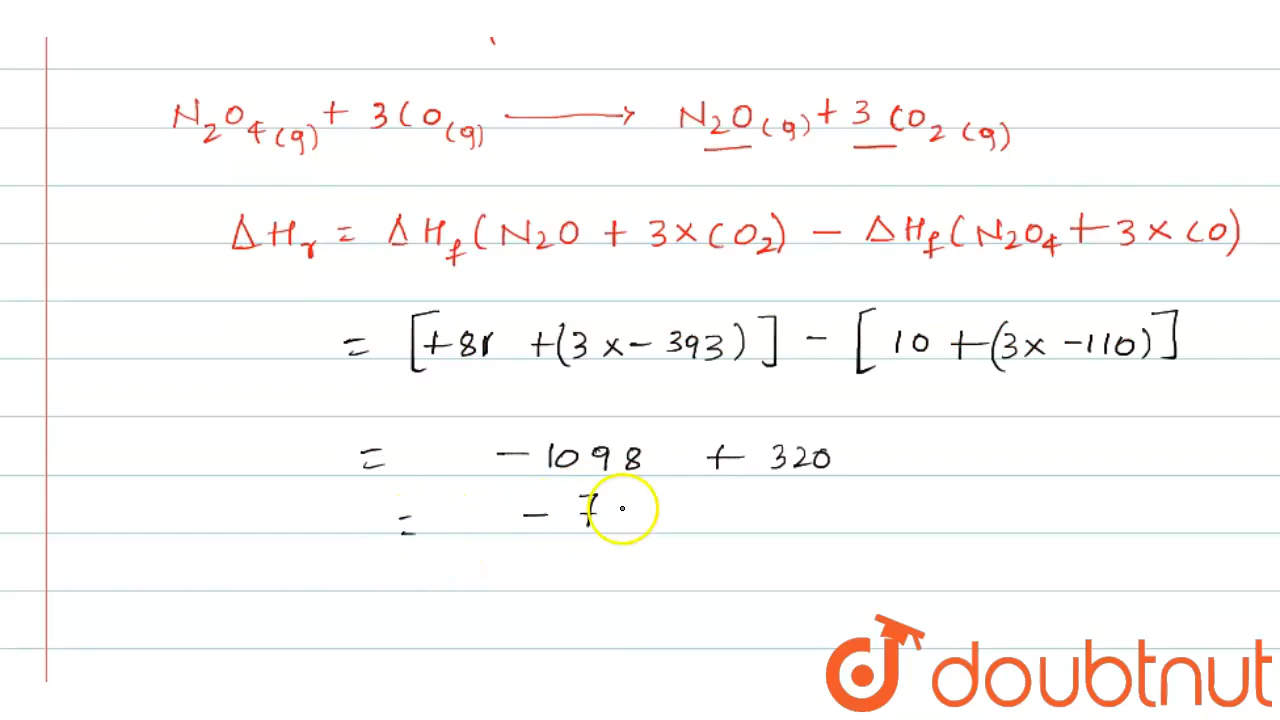 N₂O₄(g) + 3CO(g) ⟶ N₂O(g) + 3CO₂(g)
ΔHr = ΔHf(N2O + 3×CO₂) − ΔHf(N₂O₄ + 3×CO)
= [+81 +(3×−393)] − [10 +(3×−110)]
= −1098 + 320
= −7
doubtnut